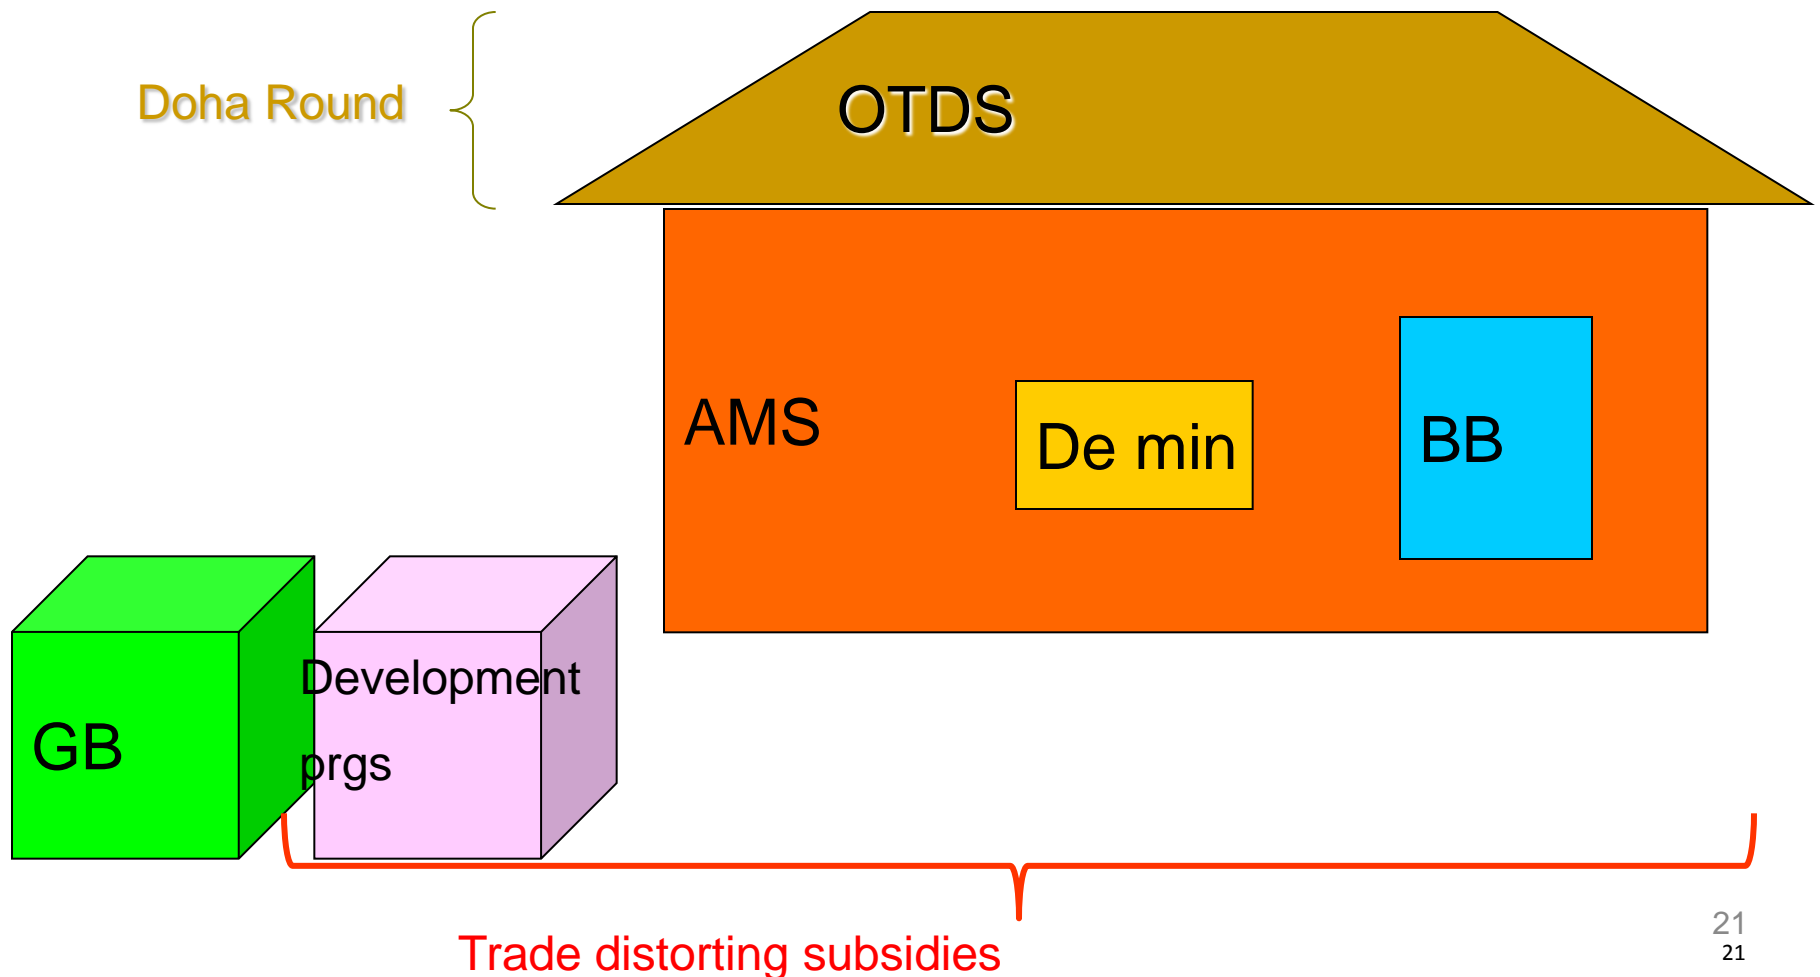 Doha Round
OTDS
AMS
De min
BB
GB
Development
prgs
Trade distorting subsidies
21
21